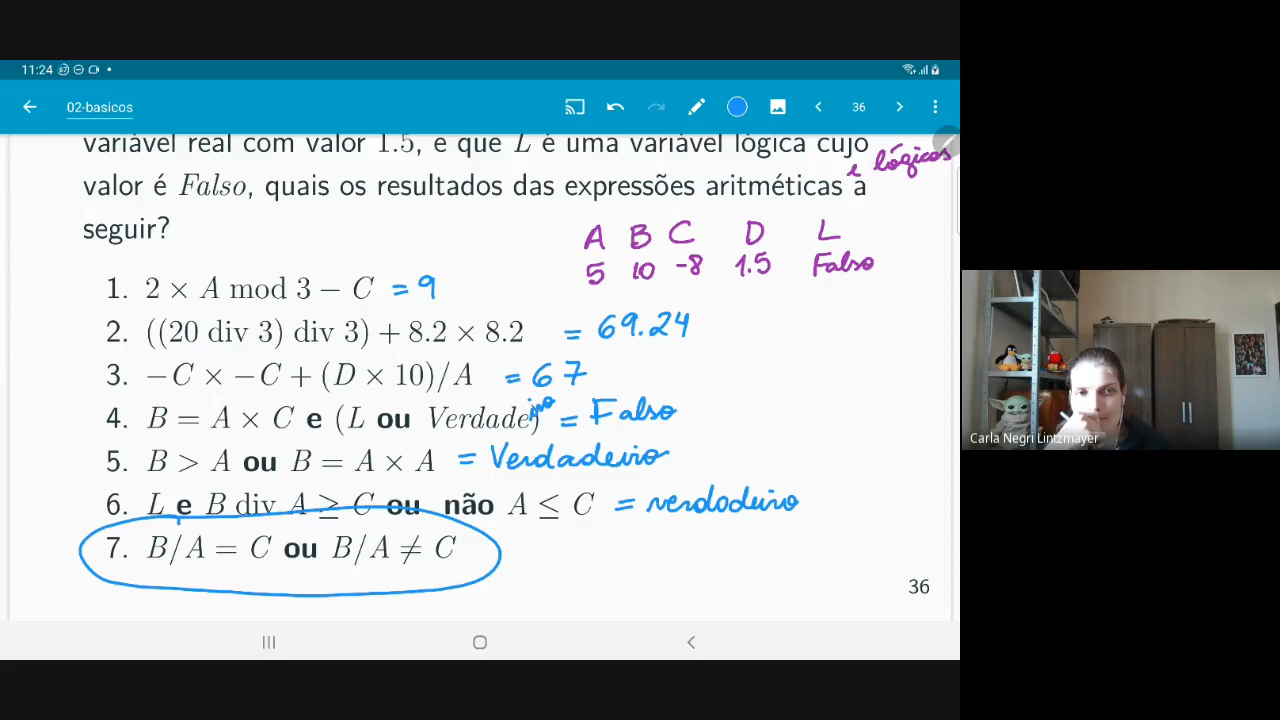 11:24
02-basicos
36
variável real com valor 1.5, e que L é uma variável lógica cujo
e lógicos
valor é Falso, quais os resultados das expressões aritméticas a
seguir?
A B C D L
5 10 -8 1.5 Falso
1. 2 × A mod 3 − C = 9
2. ((20 div 3) div 3) + 8.2 × 8.2 = 69.24
3. −C × −C + (D × 10)/A = 67
4. B = A × C e (L ou Verdadeiro) = Falso
5. B > A ou B = A × A = Verdadeiro
6. L e B div A ≥ C ou não A ≤ C = verdadeiro
7. B/A = C ou B/A ≠ C
36
Carla Negri Lintzmayer